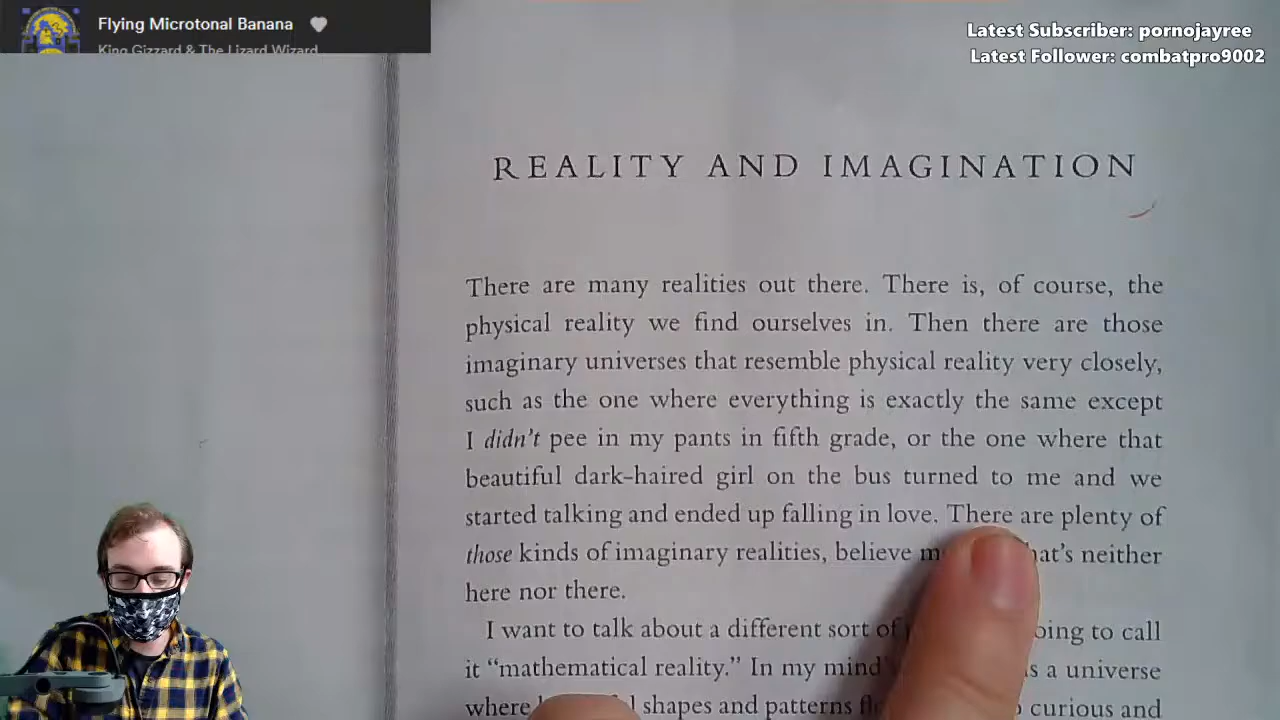 Flying Microtonal Banana
King Gizzard & The Lizard Wizard
Latest Subscriber: pornojayree
Latest Follower: combatpro9002
REALITY AND IMAGINATION
There are many realities out there. There is, of course, the
physical reality we find ourselves in. Then there are those
imaginary universes that resemble physical reality very closely,
such as the one where everything is exactly the same except
I didn't pee in my pants in fifth grade, or the one where that
beautiful dark-haired girl on the bus turned to me and we
started talking and ended up falling in love. There are plenty of
those kinds of imaginary realities, believe neither
here nor there.
I want to talk about a different sort of to call
it “mathematical reality.” In my a universe
where shapes and patterns curious and